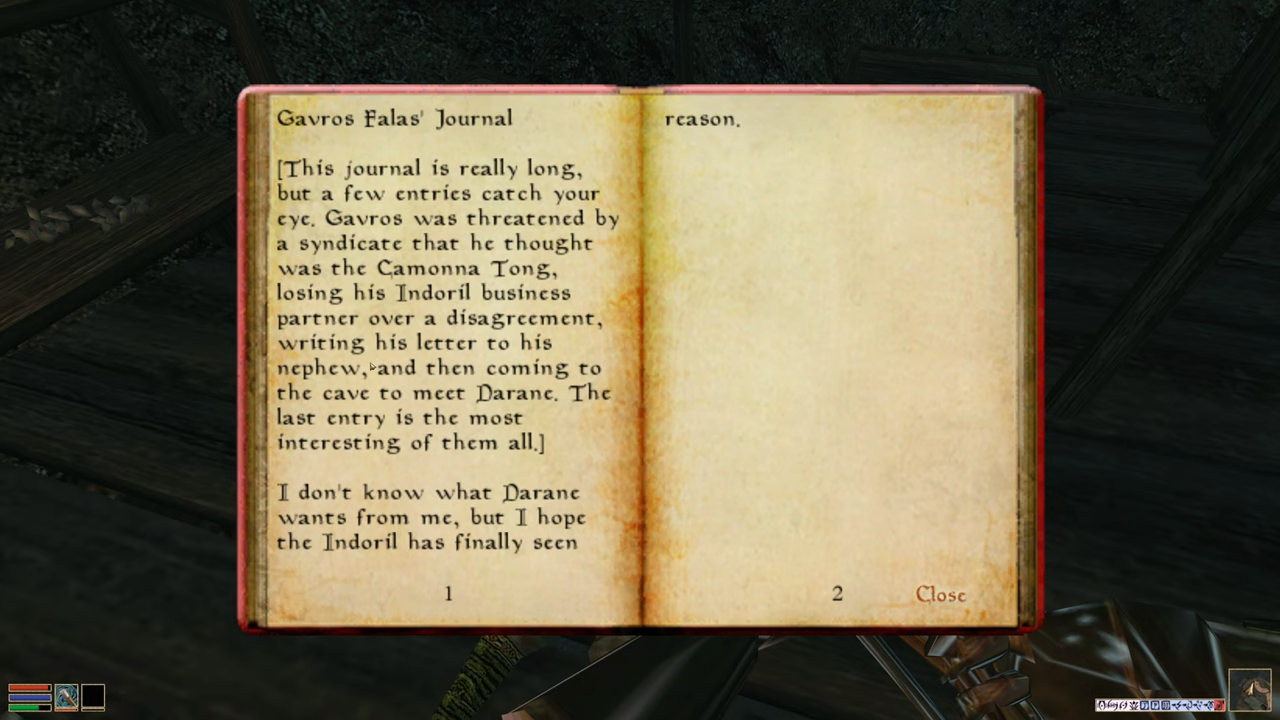 Gavros Falas' Journal
[This journal is really long,
but a few entries catch your
eye. Gavros was threatened by
a syndicate that he thought
was the Camonna Tong,
losing his Indoril business
partner over a disagreement,
writing his letter to his
nephew, and then coming to
the cave to meet Darane. The
last entry is the most
interesting of them all.]
I don't know what Darane
wants from me, but I hope
the Indoril has finally seen
1
reason.
2
Close